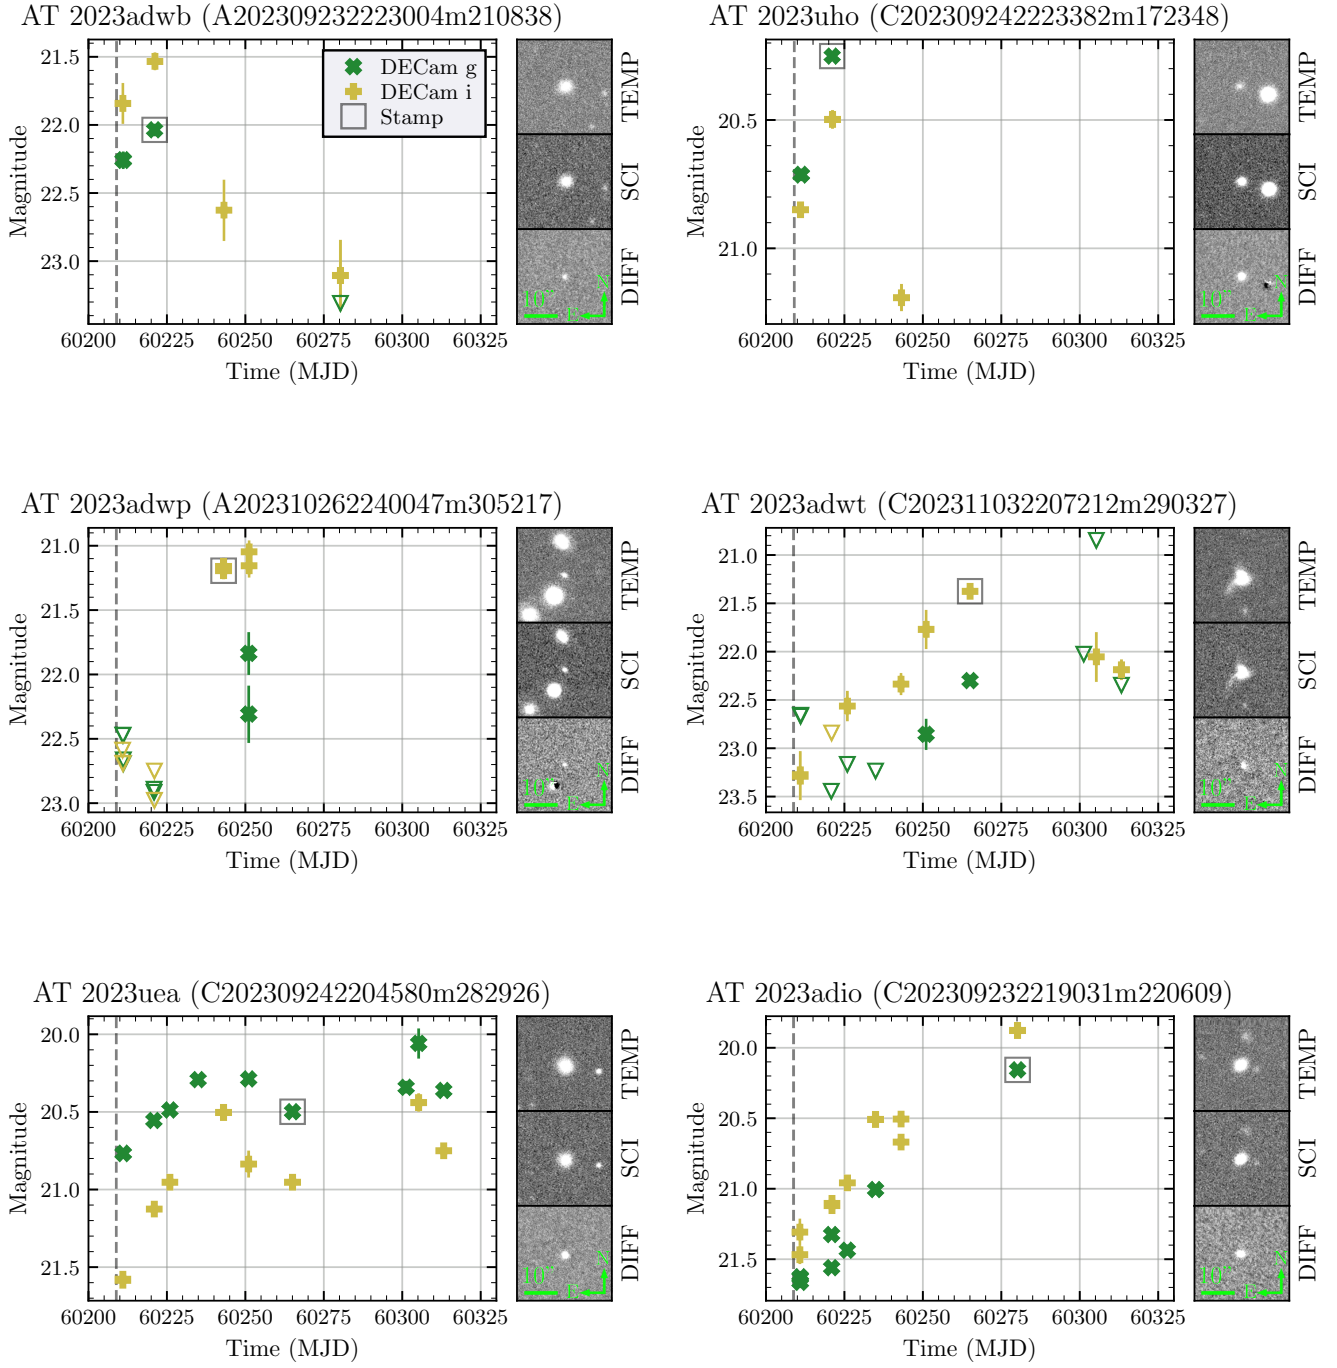 AT 2023adwb (A202309232223004m210838)
21.5
22.0
22.5
23.0
Magnitude
DECam g
DECam i
Stamp
60200 60225 60250 60275 60300 60325
Time (MJD)
TEMP
SCI
DIFF
10"
E
N
AT 2023uho (C202309242223382m172348)
20.5
21.0
Magnitude
60200 60225 60250 60275 60300 60325
Time (MJD)
TEMP
SCI
DIFF
10"
E
N
AT 2023adwp (A202310262240047m305217)
21.0
21.5
22.0
22.5
23.0
Magnitude
60200 60225 60250 60275 60300 60325
Time (MJD)
TEMP
SCI
DIFF
10"
E
N
AT 2023adwt (C202311032207212m290327)
21.0
21.5
22.0
22.5
23.0
23.5
Magnitude
60200 60225 60250 60275 60300 60325
Time (MJD)
TEMP
SCI
DIFF
10"
E
N
AT 2023uea (C202309242204580m282926)
20.0
20.5
21.0
21.5
Magnitude
60200 60225 60250 60275 60300 60325
Time (MJD)
TEMP
SCI
DIFF
10"
E
N
AT 2023adio (C202309232219031m220609)
20.0
20.5
21.0
21.5
Magnitude
60200 60225 60250 60275 60300 60325
Time (MJD)
TEMP
SCI
DIFF
10"
E
N